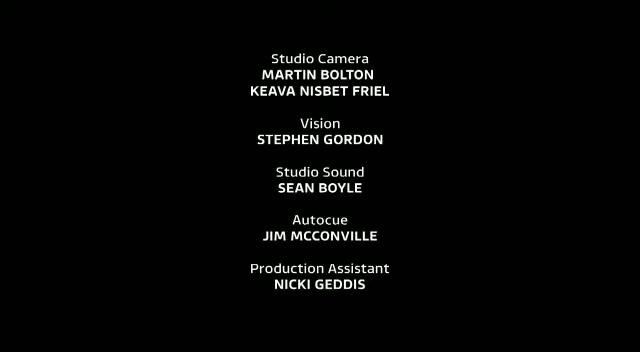 Studio Camera
MARTIN BOLTON
KEAVA NISBET FRIEL
Vision
STEPHEN GORDON
Studio Sound
SEAN BOYLE
Autocue
JIM MCCONVILLE
Production Assistant
NICKI GEDDIS